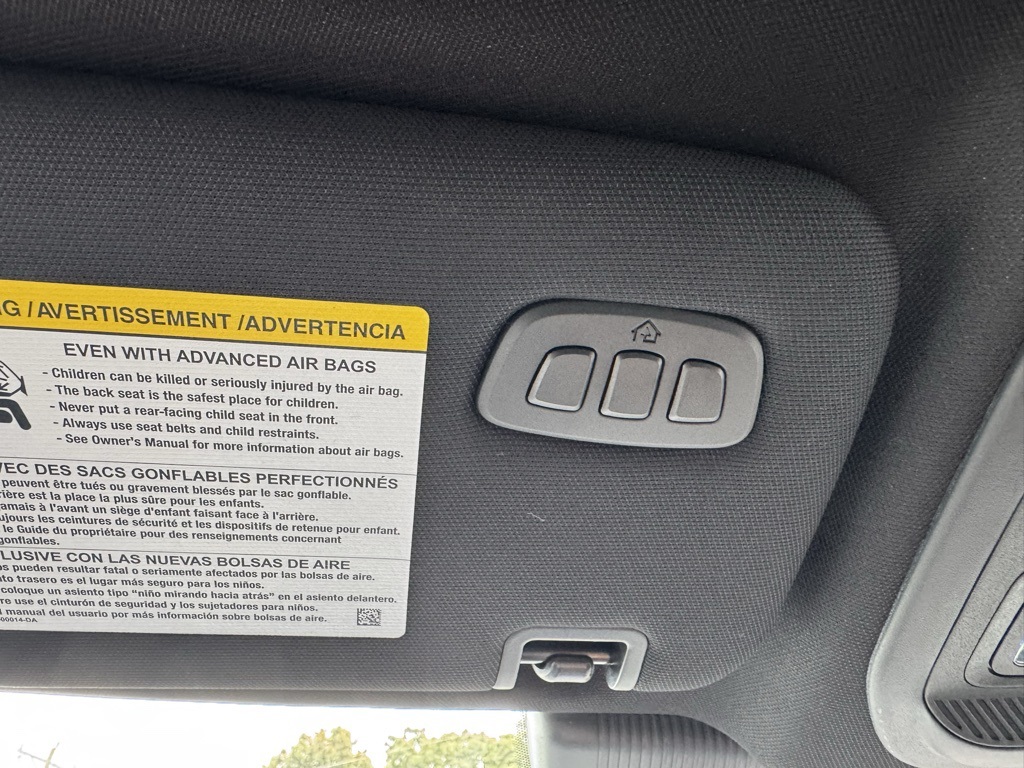 G / AVERTISSEMENT / ADVERTENCIA
EVEN WITH ADVANCED AIR BAGS
- Children can be killed or seriously injured by the air bag.
- The back seat is the safest place for children.
- Never put a rear-facing child seat in the front.
- Always use seat belts and child restraints.
- See Owner's Manual for more information about air bags.
VEC DES SACS GONFLABLES PERFECTIONNÉS
peuvent être tués ou gravement blessés par le sac gonflable.
rière est la place la plus sûre pour les enfants.
amais à l'avant un siège d'enfant faisant face à l'arrière.
ujours les ceintures de sécurité et les dispositifs de retenue pour enfant.
le Guide du propriétaire pour des renseignements concernant
gonflables.
LUSIVE CON LAS NUEVAS BOLSAS DE AIRE
os pueden resultar fatal o seriamente afectados por las bolsas de aire.
nto trasero es el lugar más seguro para los niños.
coloque un asiento tipo "niño mirando hacia atrás" en el asiento delantero.
re use el cinturón de seguridad y los sujetadores para niños.
l manual del usuario por más información sobre bolsas de aire.
00014-DA